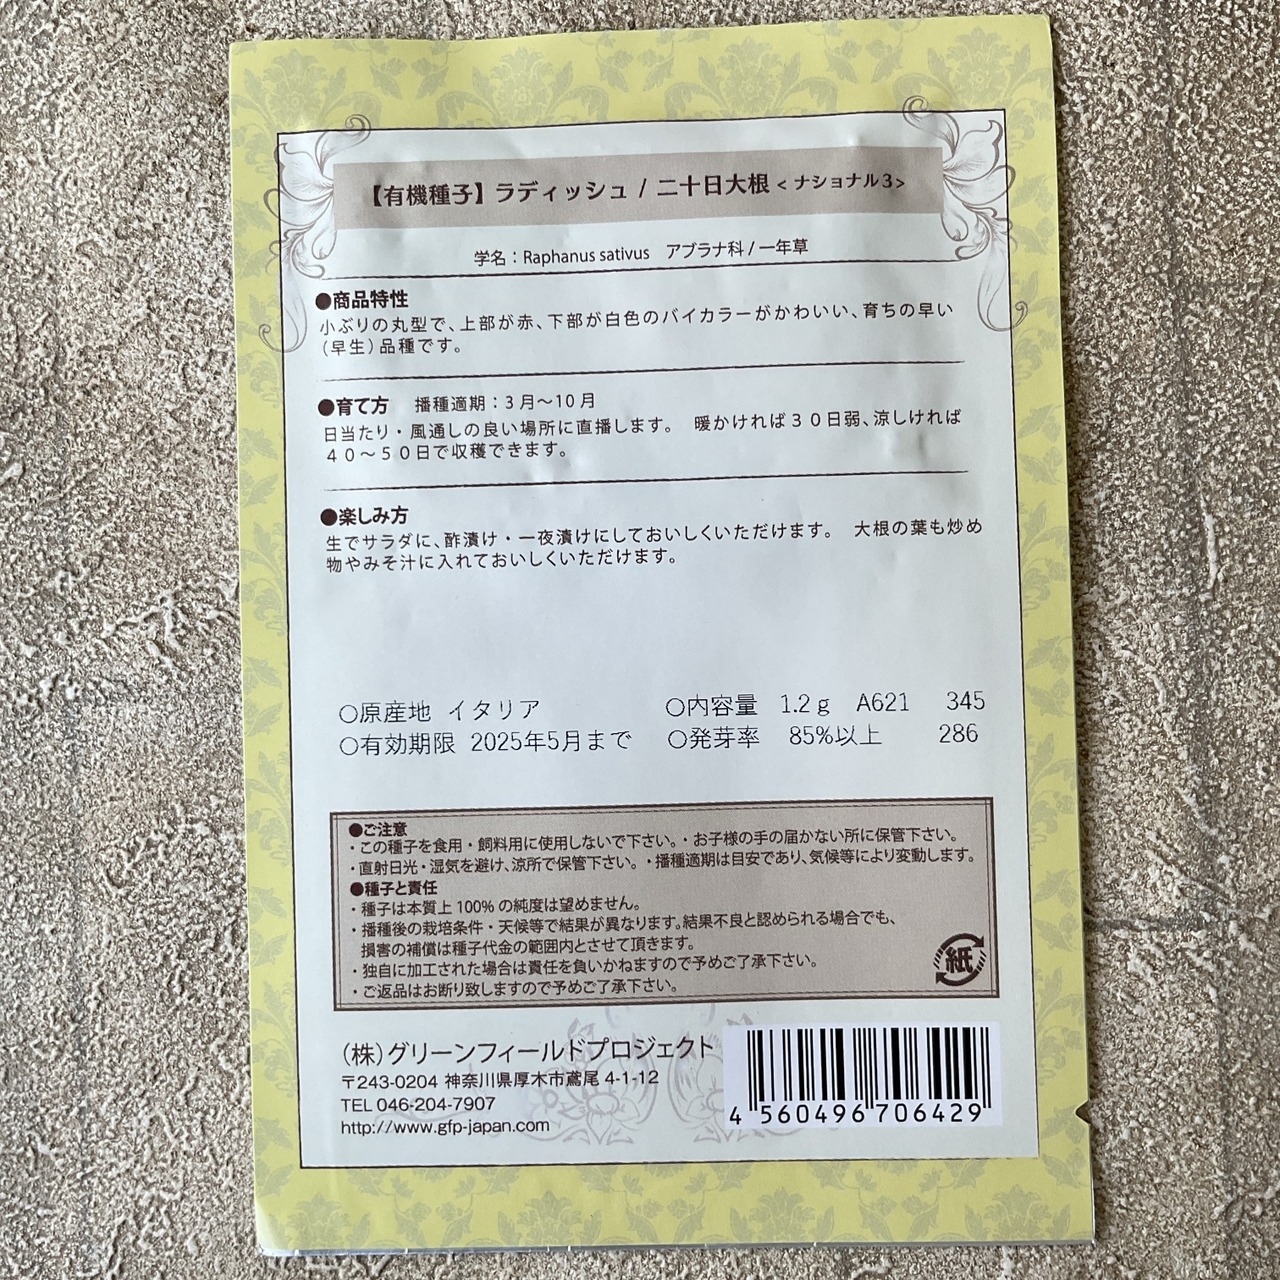 【有機種子】ラディッシュ / 二十日大根 < ナショナル3>
学名：Raphanus sativus　アブラナ科 / 一年草
●商品特性
小ぶりの丸型で、上部が赤、下部が白色のバイカラーがかわいい、育ちの早い
（早生）品種です。
●育て方　播種適期：3月～10月
日当たり・風通しの良い場所に直播します。　暖かければ３０日弱、涼しければ
４０～５０日で収穫できます。
●楽しみ方
生でサラダに、酢漬け・一夜漬けにしておいしくいただけます。　大根の葉も炒め
物やみそ汁に入れておいしくいただけます。
○原産地 イタリア　○内容量 1.2ｇ A621 345
○有効期限 2025年5月まで　○発芽率 85%以上 286
●ご注意
・この種子を食用・飼料用に使用しないで下さい。・お子様の手の届かない所に保管下さい。
・直射日光・湿気を避け、涼所で保管下さい。・播種適期は目安であり、気候等により変動します。
●種子と責任
・種子は本質上 100% の純度は望めません。
・播種後の栽培条件・天候等で結果が異なります。結果不良と認められる場合でも、
損害の補償は種子代金の範囲内とさせて頂きます。
・独自に加工された場合は責任を負いかねますので予めご了承下さい。
・ご返品はお断り致しますので予めご了承下さい。
紙
（株）グリーンフィールドプロジェクト
〒243-0204 神奈川県厚木市鳶尾 4-1-12
TEL 046-204-7907
http://www.gfp-japan.com
4 560496 706429